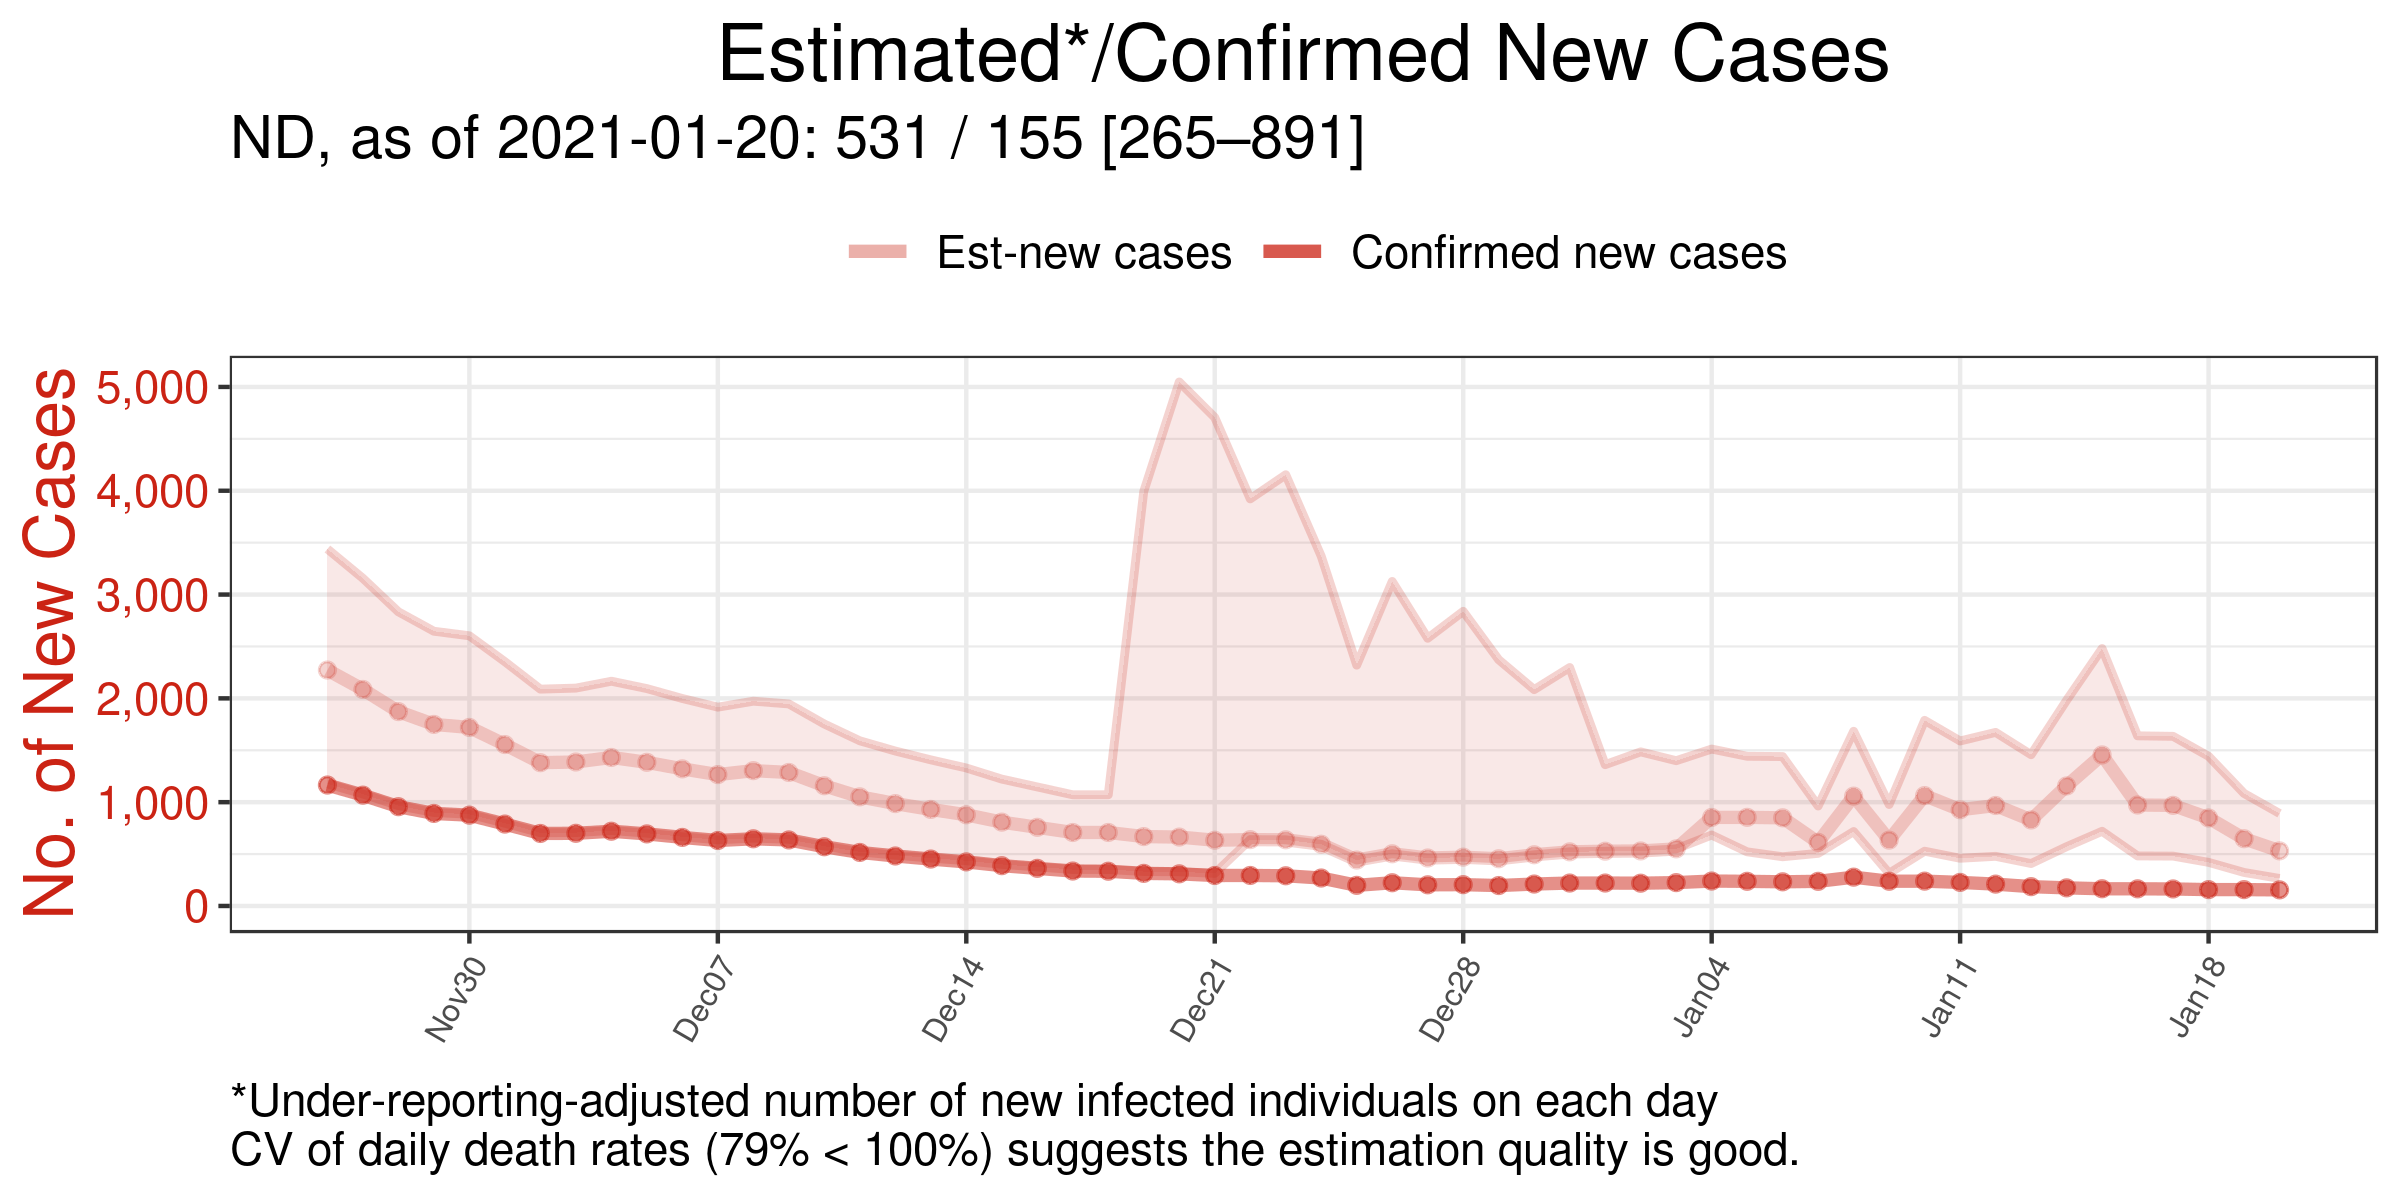 Estimated*/Confirmed New Cases
ND, as of 2021-01-20: 531 / 155 [265–891]
Est-new cases
Confirmed new cases
No. of New Cases
5,000
4,000
3,000
2,000
1,000
0
Nov30
Dec07
Dec14
Dec21
Dec28
Jan04
Jan11
Jan18
*Under-reporting-adjusted number of new infected individuals on each day
CV of daily death rates (79% < 100%) suggests the estimation quality is good.